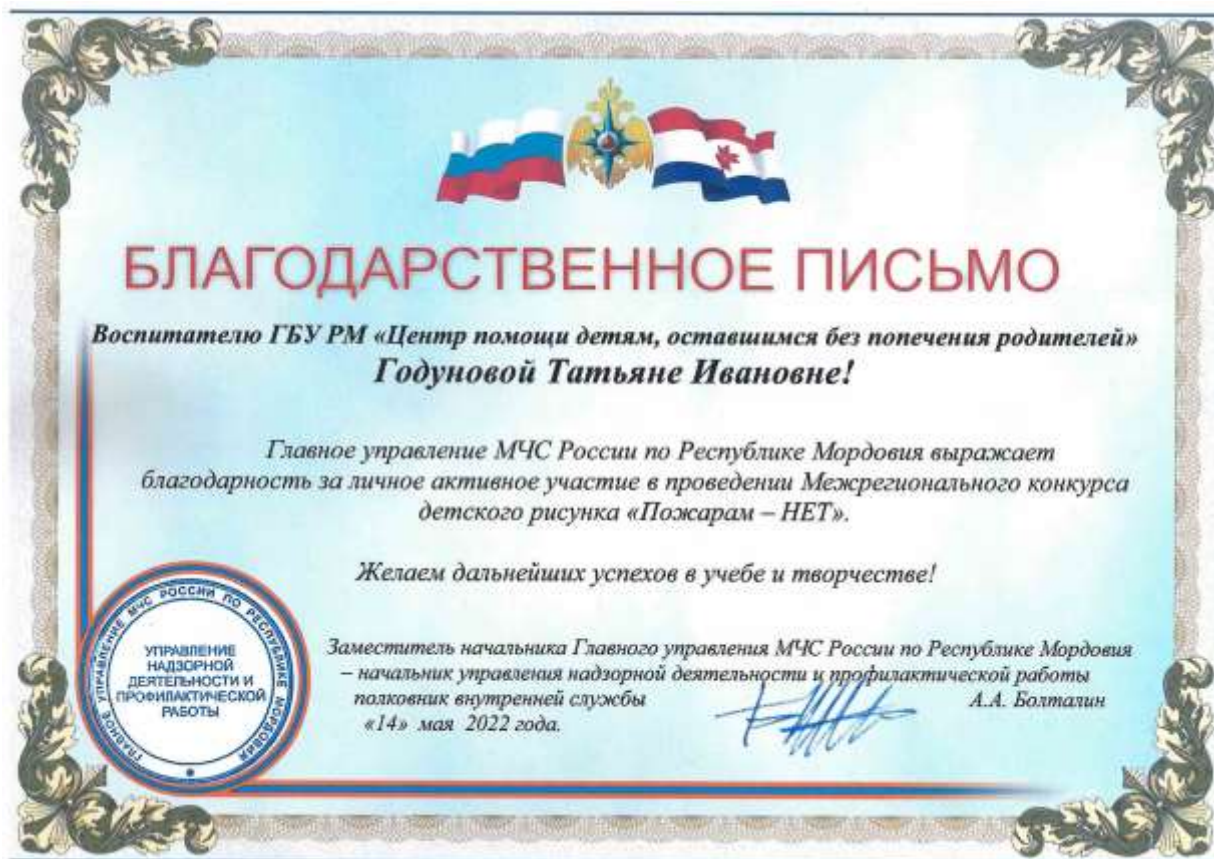 БЛАГОДАРСТВЕННОЕ ПИСЬМО
Воспитателю ГБУ РМ «Центр помощи детям, оставшимся без попечения родителей»
Годуновой Татьяне Ивановне!
Главное управление МЧС России по Республике Мордовия выражает
благодарность за личное активное участие в проведении Межрегионального конкурса
детского рисунка «Пожарам – НЕТ».
Желаем дальнейших успехов в учебе и творчестве!
Заместитель начальника Главного управления МЧС России по Республике Мордовия
– начальник управления надзорной деятельности и профилактической работы
полковник внутренней службы А.А. Болталин
«14» мая 2022 года.
ГЛАВНОЕ УПРАВЛЕНИЕ МЧС РОССИИ ПО РЕСПУБЛИКЕ МОРДОВИЯ
УПРАВЛЕНИЕ
НАДЗОРНОЙ
ДЕЯТЕЛЬНОСТИ И
ПРОФИЛАКТИЧЕСКОЙ
РАБОТЫ